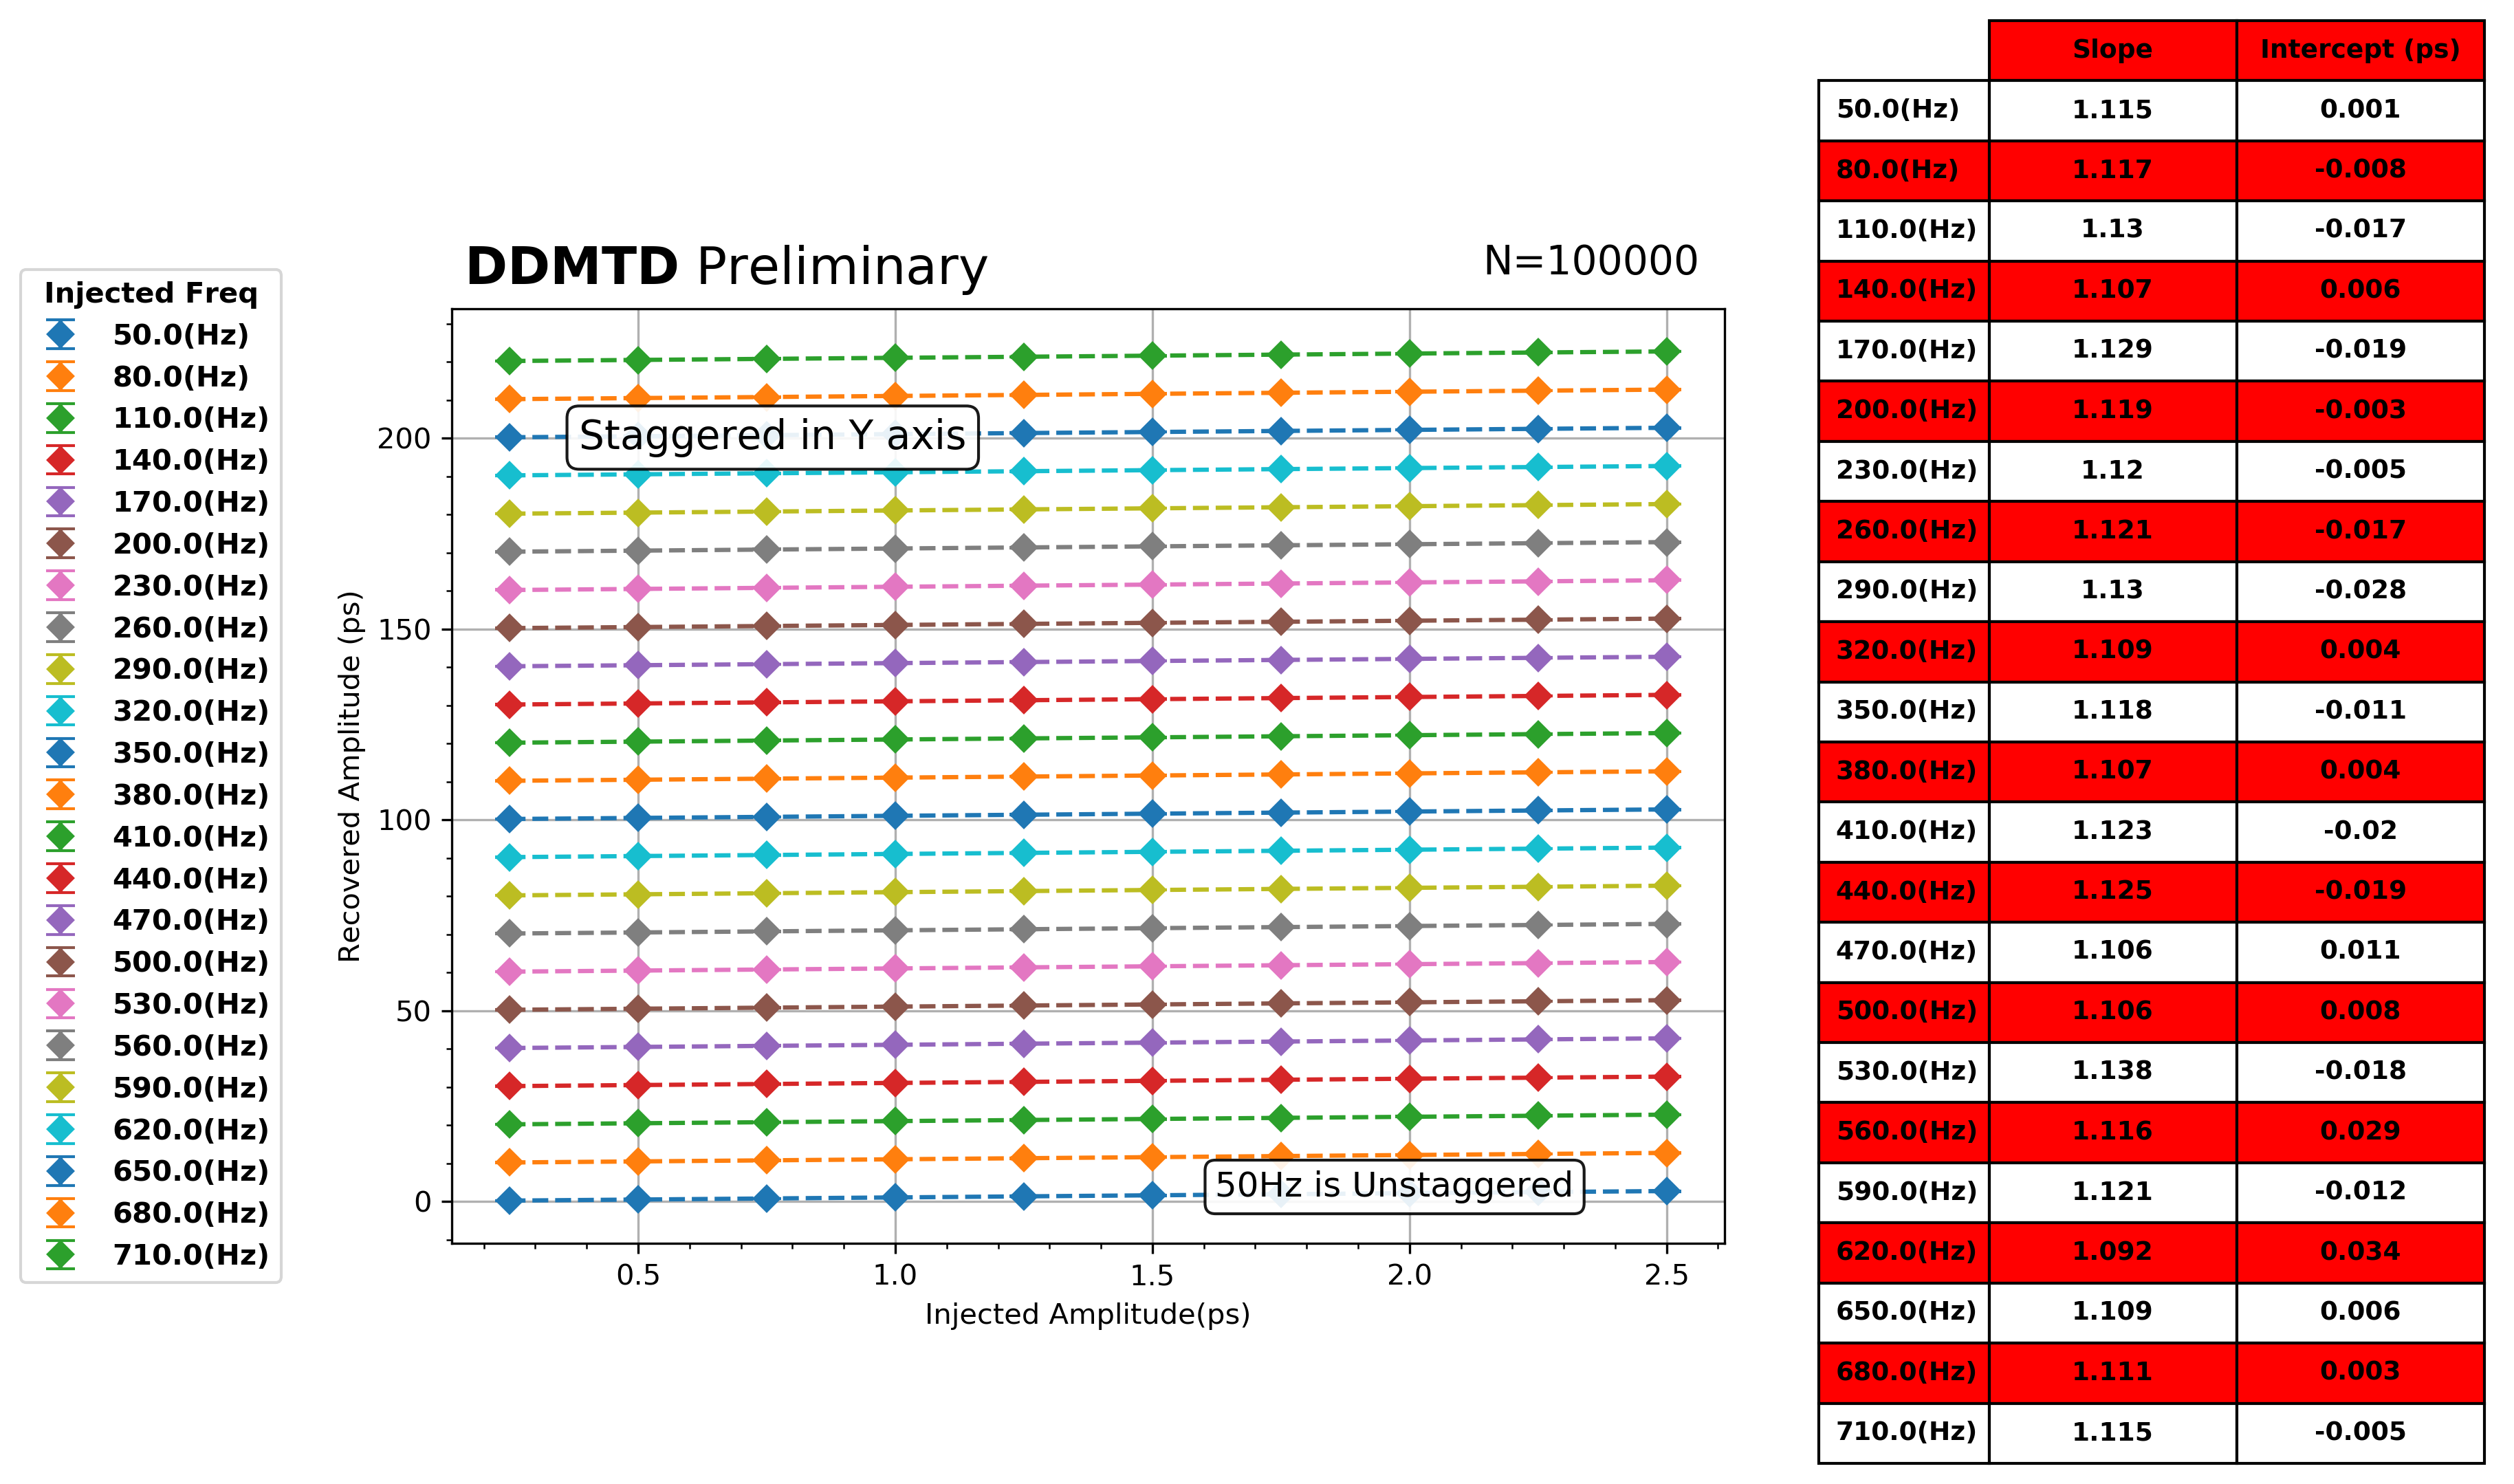 DDMTD Preliminary
N=100000
Injected Freq
50.0(Hz)
80.0(Hz)
110.0(Hz)
140.0(Hz)
170.0(Hz)
200.0(Hz)
230.0(Hz)
260.0(Hz)
290.0(Hz)
320.0(Hz)
350.0(Hz)
380.0(Hz)
410.0(Hz)
440.0(Hz)
470.0(Hz)
500.0(Hz)
530.0(Hz)
560.0(Hz)
590.0(Hz)
620.0(Hz)
650.0(Hz)
680.0(Hz)
710.0(Hz)
Recovered Amplitude (ps)
200
150
100
50
0
Staggered in Y axis
50Hz is Unstaggered
0.5 1.0 1.5 2.0 2.5
Injected Amplitude(ps)
Slope Intercept (ps)
50.0(Hz) 1.115 0.001
80.0(Hz) 1.117 -0.008
110.0(Hz) 1.13 -0.017
140.0(Hz) 1.107 0.006
170.0(Hz) 1.129 -0.019
200.0(Hz) 1.119 -0.003
230.0(Hz) 1.12 -0.005
260.0(Hz) 1.121 -0.017
290.0(Hz) 1.13 -0.028
320.0(Hz) 1.109 0.004
350.0(Hz) 1.118 -0.011
380.0(Hz) 1.107 0.004
410.0(Hz) 1.123 -0.02
440.0(Hz) 1.125 -0.019
470.0(Hz) 1.106 0.011
500.0(Hz) 1.106 0.008
530.0(Hz) 1.138 -0.018
560.0(Hz) 1.116 0.029
590.0(Hz) 1.121 -0.012
620.0(Hz) 1.092 0.034
650.0(Hz) 1.109 0.006
680.0(Hz) 1.111 0.003
710.0(Hz) 1.115 -0.005